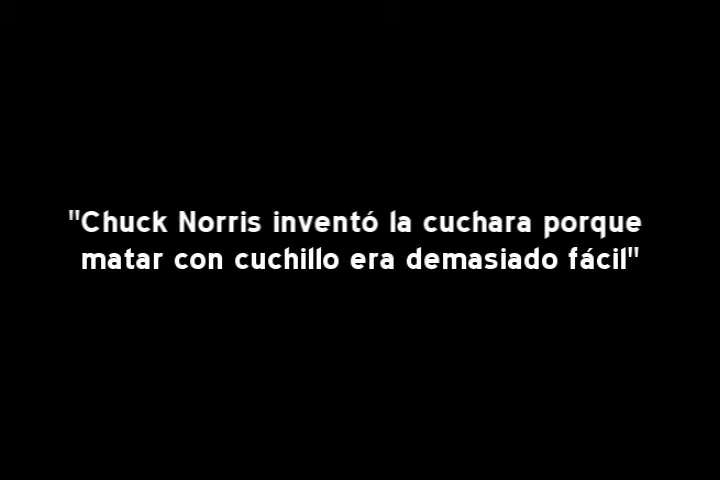 "Chuck Norris inventó la cuchara porque
matar con cuchillo era demasiado fácil"